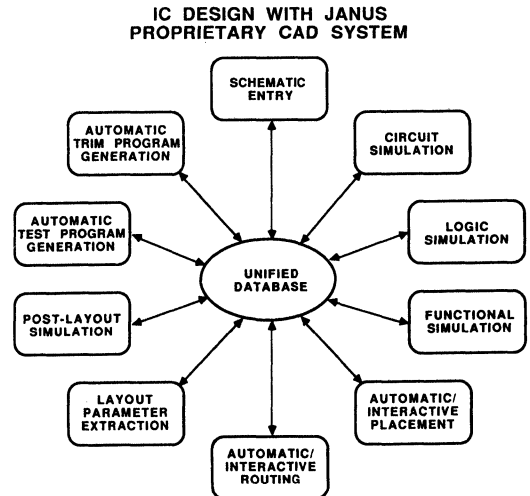 IC DESIGN WITH JANUS
PROPRIETARY CAD SYSTEM
SCHEMATIC
ENTRY
CIRCUIT
SIMULATION
LOGIC
SIMULATION
FUNCTIONAL
SIMULATION
AUTOMATIC/
INTERACTIVE
PLACEMENT
AUTOMATIC/
INTERACTIVE
ROUTING
LAYOUT
PARAMETER
EXTRACTION
POST-LAYOUT
SIMULATION
AUTOMATIC
TEST PROGRAM
GENERATION
AUTOMATIC
TRIM PROGRAM
GENERATION
UNIFIED
DATABASE